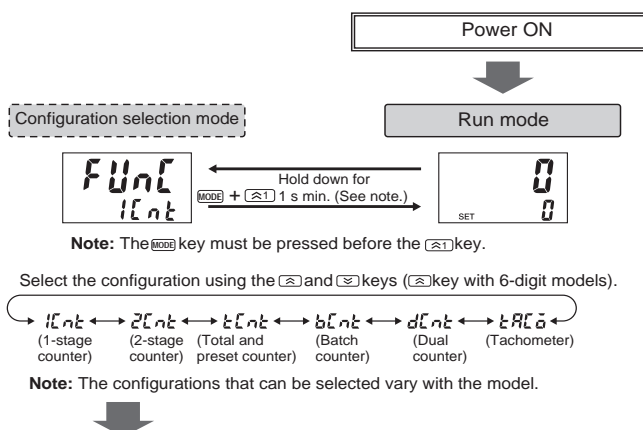 Power ON
Configuration selection mode
Run mode
FUnC
1Cnt
Hold down for
MODE + 1 1 s min. (See note.)
0
SET 0
Note: The MODE key must be pressed before the 1 key.
Select the configuration using the and keys ( key with 6-digit models).
1Cnt 2Cnt tCnt bCnt dCnt tACo
(1-stage counter) (2-stage counter) (Total and preset counter) (Batch counter) (Dual counter) (Tachometer)
Note: The configurations that can be selected vary with the model.